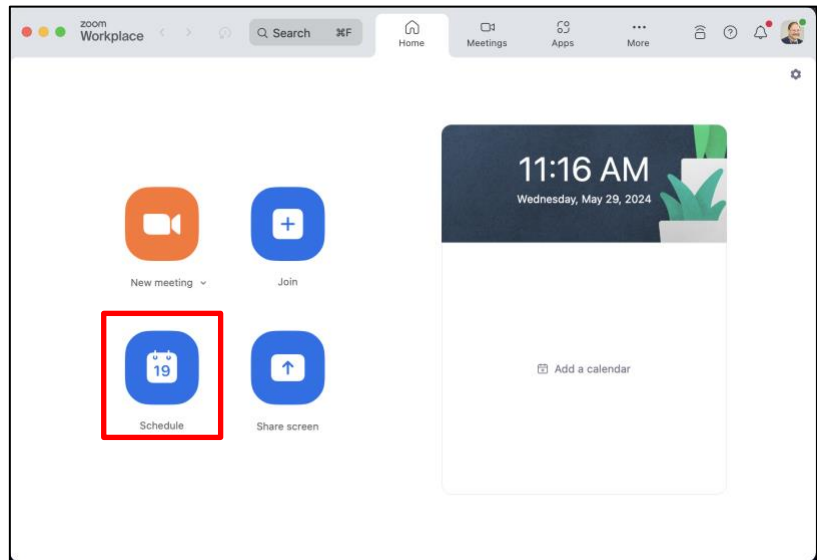 zoom
Workplace
Search ⌘F
Home
Meetings
Apps
More
11:16 AM
Wednesday, May 29, 2024
New meeting
Join
19
Schedule
Share screen
Add a calendar